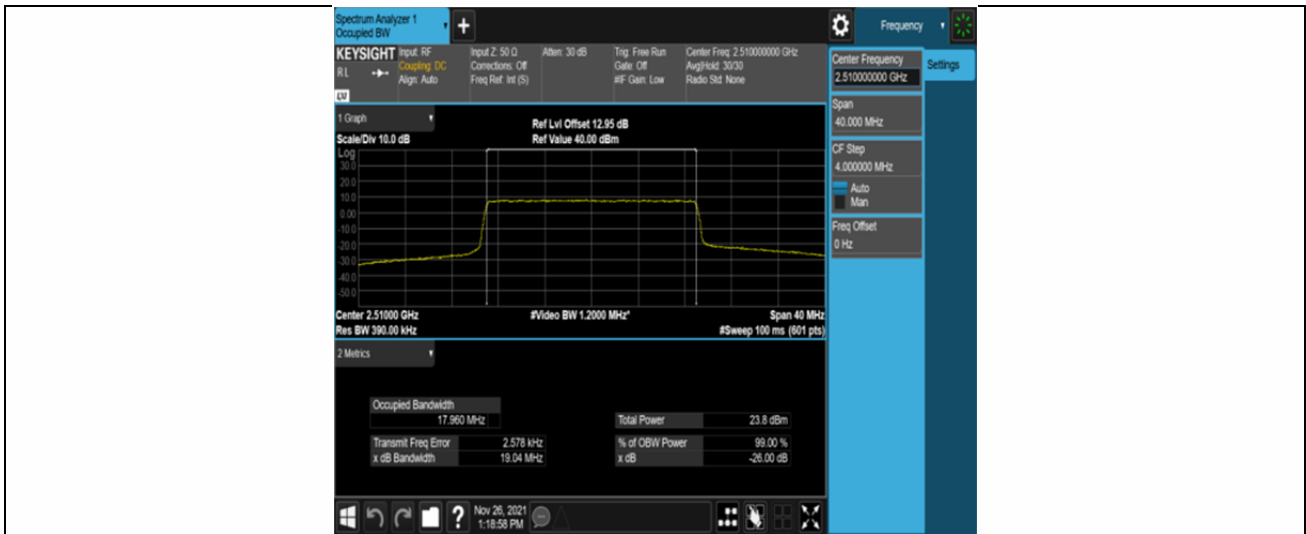 Spectrum Analyzer 1
Occupied BW
Frequency
KEYSIGHT
R L
Input: RF
Coupling: DC
Align: Auto
Input Z: 50 Ω
Corrections: Off
Freq Ref: Int (S)
Atten: 30 dB
Trig: Free Run
Gate: Off
#IF Gain: Low
Center Freq: 2.510000000 GHz
Avg|Hold: 30/30
Radio Std: None
Center Frequency
2.510000000 GHz
Settings
Span
40.000 MHz
CF Step
4.000000 MHz
Auto
Man
Freq Offset
0 Hz
1 Graph
Scale/Div 10.0 dB
Ref Lvl Offset 12.95 dB
Ref Value 40.00 dBm
Log
30.0
20.0
10.0
0.00
-10.0
-20.0
-30.0
-40.0
-50.0
Center 2.51000 GHz
#Video BW 1.2000 MHz*
Span 40 MHz
Res BW 390.00 kHz
#Sweep 100 ms (601 pts)
2 Metrics
Occupied Bandwidth
17.960 MHz
Total Power 23.8 dBm
Transmit Freq Error 2.578 kHz
% of OBW Power 99.00 %
x dB Bandwidth 19.04 MHz
x dB -26.00 dB
?
Nov 26, 2021
1:18:58 PM